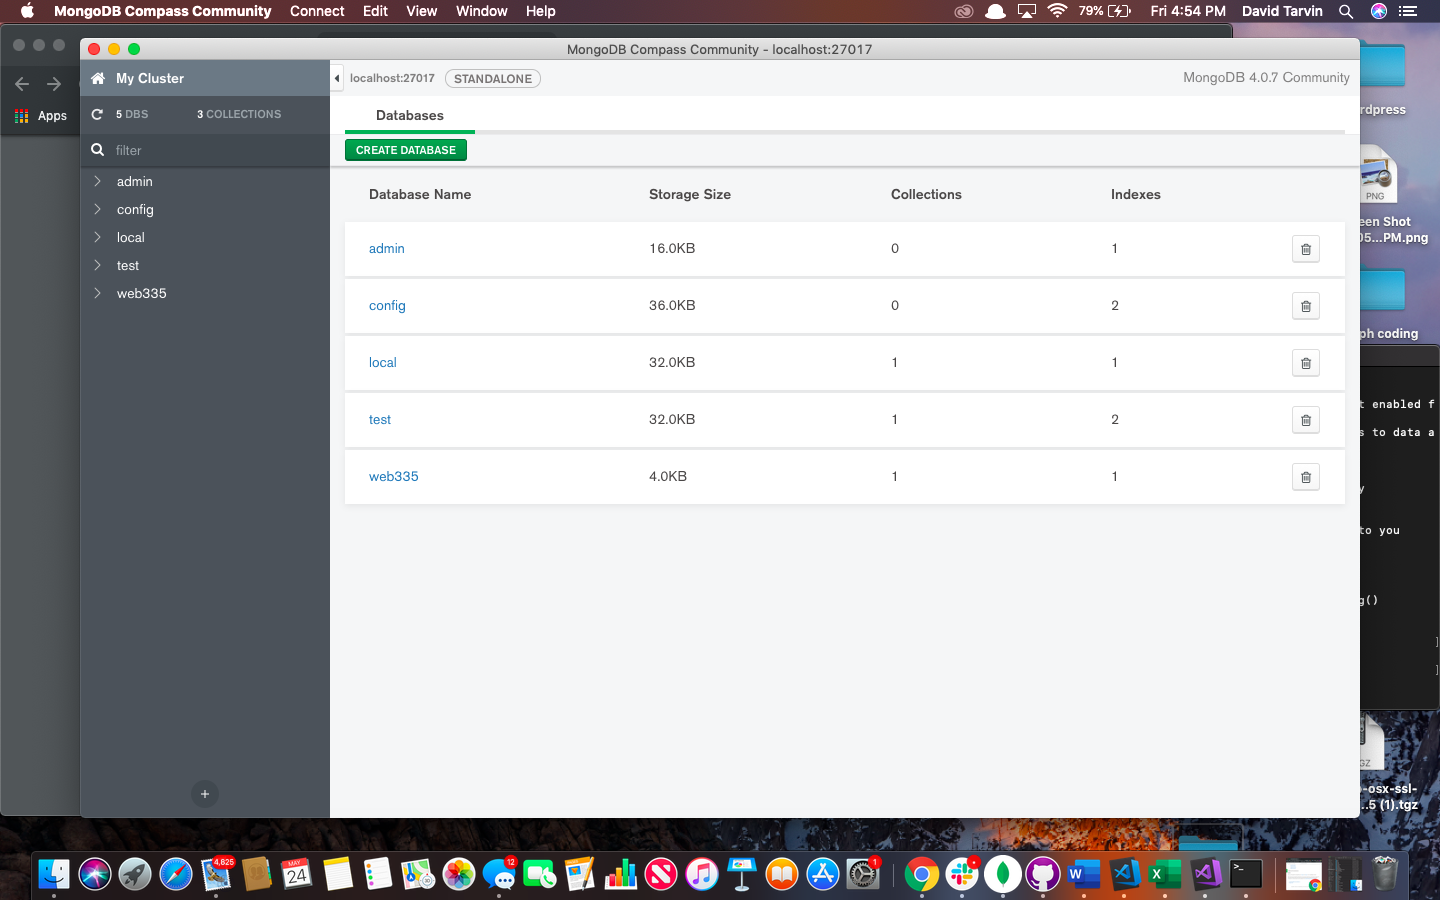 MongoDB Compass Community Connect Edit View Window Help 79% Fri 4:54 PM David Tarvin
MongoDB Compass Community - localhost:27017
My Cluster
localhost:27017 STANDALONE
MongoDB 4.0.7 Community
5 DBS 3 COLLECTIONS
Apps
Databases
filter
CREATE DATABASE
admin
config
local
test
web335
Database Name Storage Size Collections Indexes
admin 16.0KB 0 1
config 36.0KB 0 2
local 32.0KB 1 1
test 32.0KB 1 2
web335 4.0KB 1 1
+
rdpress
PNG
een Shot
05...PM.png
ph coding
t enabled f
s to data a
y
to you
g()
]
]
GZ
-osx-ssl-
...5 (1).tgz
4,625
MAY
24
12
1
W
X
>_